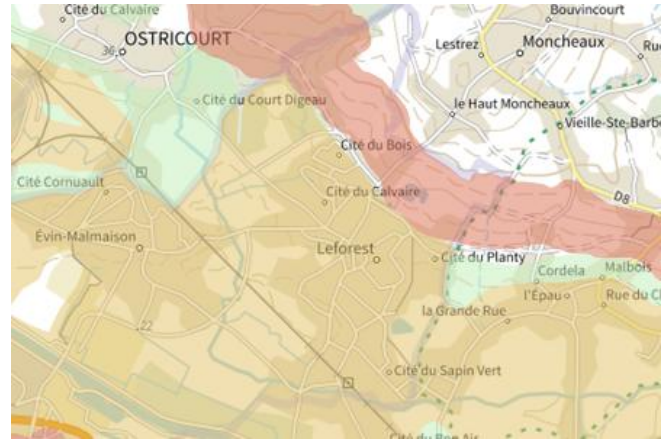 Cité du Calvaire
Bouvincourt
36
OSTRICOURT
Lestrez
Moncheaux
Cité du Court Digeau
le Haut Moncheaux
Vieille-Ste-Barbe
Cité du Bois
Cité Cornuault
Cité du Calvaire
D8
Évin-Malmaison
Leforest
Cité du Planty
Malbois
Cordela
l'Épau
Rue du
la Grande Rue
22
Cité du Sapin Vert
Cité du Bon Air